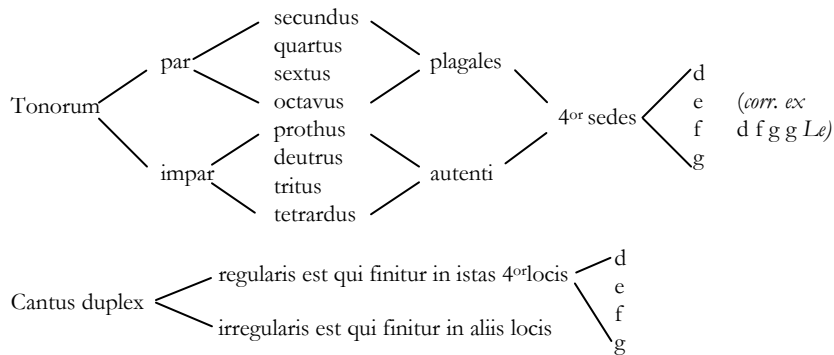 secundus
quartus
par sextus plagales d
Tonorum octavus 4or sedes e (corr. ex
prothus f d f g g Le)
deutrus g
impar tritus autenti
tetrardus
regularis est qui finitur in istas 4orlocis d
Cantus duplex e
irregularis est qui finitur in aliis locis f
g